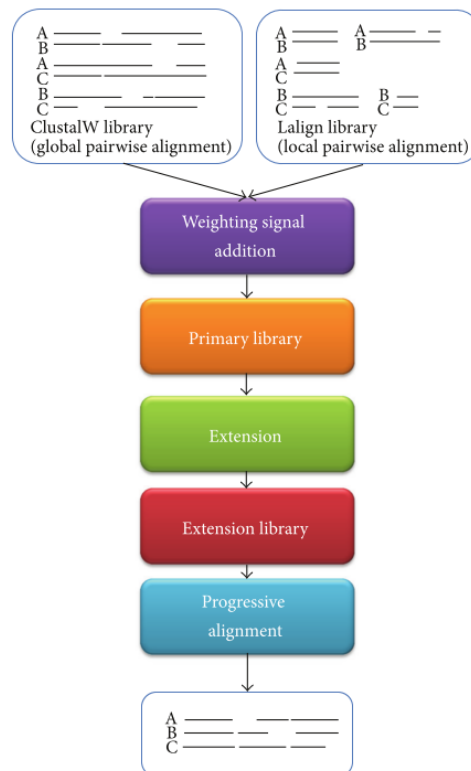 A
B
A
C
B
C
ClustalW library
(global pairwise alignment)
A A
B B
A
C
B B
C C
Lalign library
(local pairwise alignment)
Weighting signal
addition
Primary library
Extension
Extension library
Progressive
alignment
A
B
C